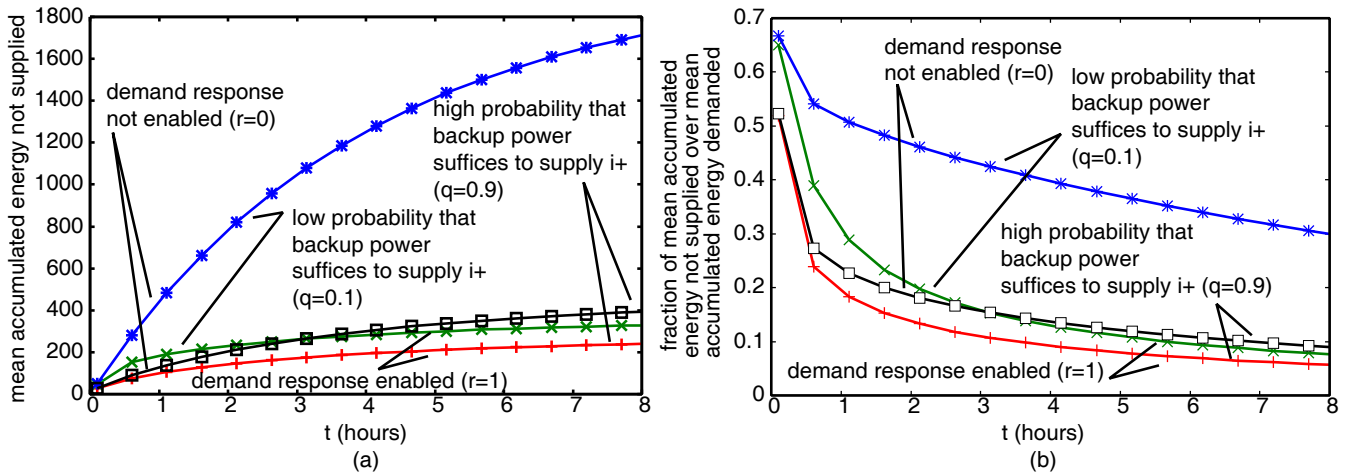 mean accumulated energy not supplied
1800
1600
1400
1200
1000
800
600
400
200
0
demand response
not enabled (r=0)
high probability that
backup power
suffices to supply i+
(q=0.9)
low probability that
backup power
suffices to supply i+
(q=0.1)
demand response enabled (r=1)
0 1 2 3 4 5 6 7 8
t (hours)
(a)
fraction of mean accumulated
energy not supplied over mean
accumulated energy demanded
0.7
0.6
0.5
0.4
0.3
0.2
0.1
0
demand response
not enabled (r=0)
low probability that
backup power
suffices to supply i+
(q=0.1)
high probability that
backup power
suffices to supply i+ (q=0.9)
demand response enabled (r=1)
0 1 2 3 4 5 6 7 8
t (hours)
(b)